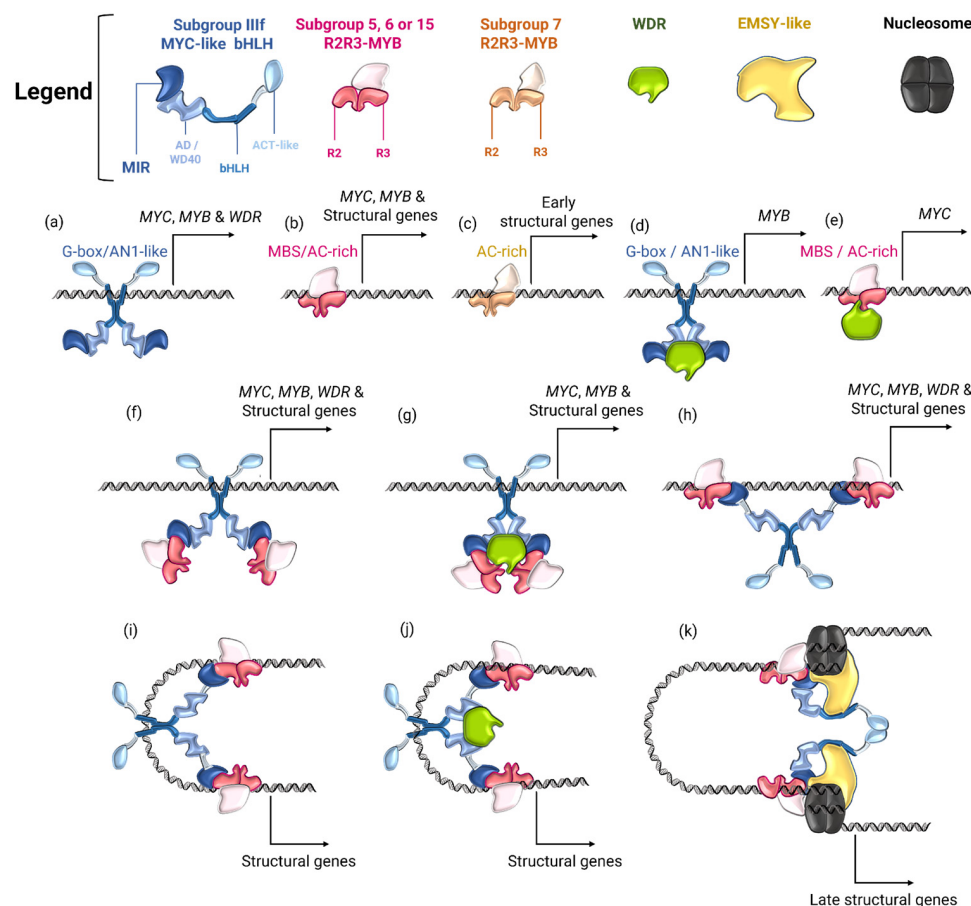 Legend
Subgroup IIIf
MYC-like bHLH
MIR
AD /
WD40
bHLH
ACT-like
Subgroup 5, 6 or 15
R2R3-MYB
R2
R3
Subgroup 7
R2R3-MYB
R2
R3
WDR
EMSY-like
Nucleosome
(a)
MYC, MYB & WDR
G-box/AN1-like
(b)
MYC, MYB &
Structural genes
MBS/AC-rich
(c)
Early
structural genes
AC-rich
(d)
MYB
G-box / AN1-like
(e)
MYC
MBS / AC-rich
(f)
MYC, MYB, WDR &
Structural genes
(g)
MYC, MYB &
Structural genes
(h)
MYC, MYB, WDR &
Structural genes
(i)
Structural genes
(j)
Structural genes
(k)
Late structural genes